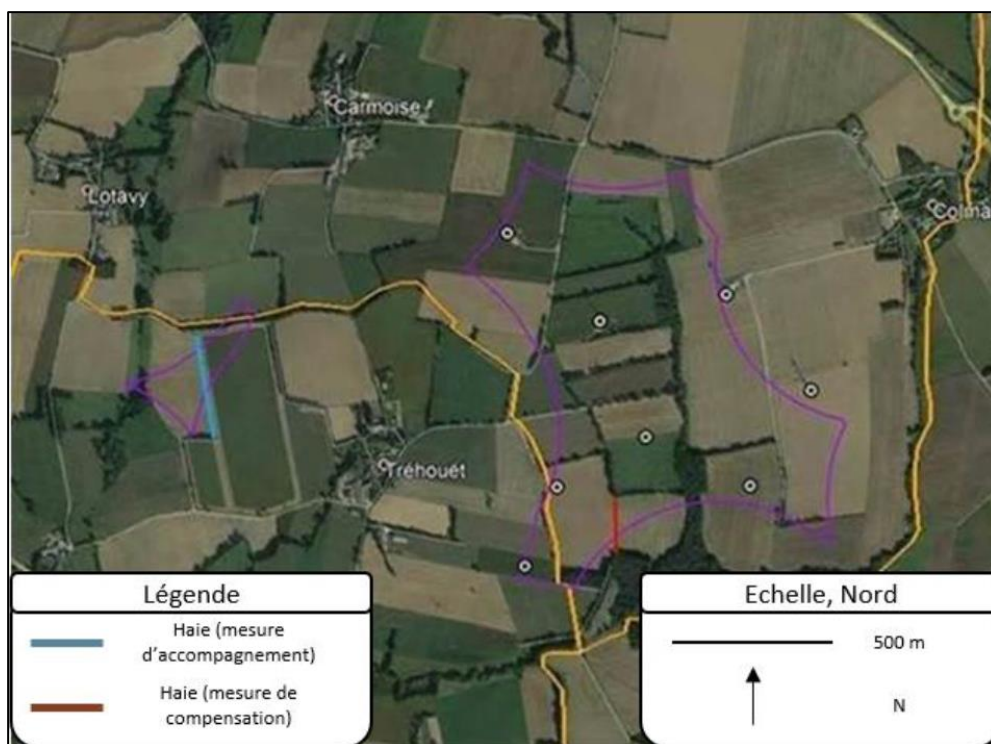 Carmoise
Lotavy
Colma
Tréhouët
Légende
Haie (mesure
d’accompagnement)
Haie (mesure de
compensation)
Echelle, Nord
500 m
N